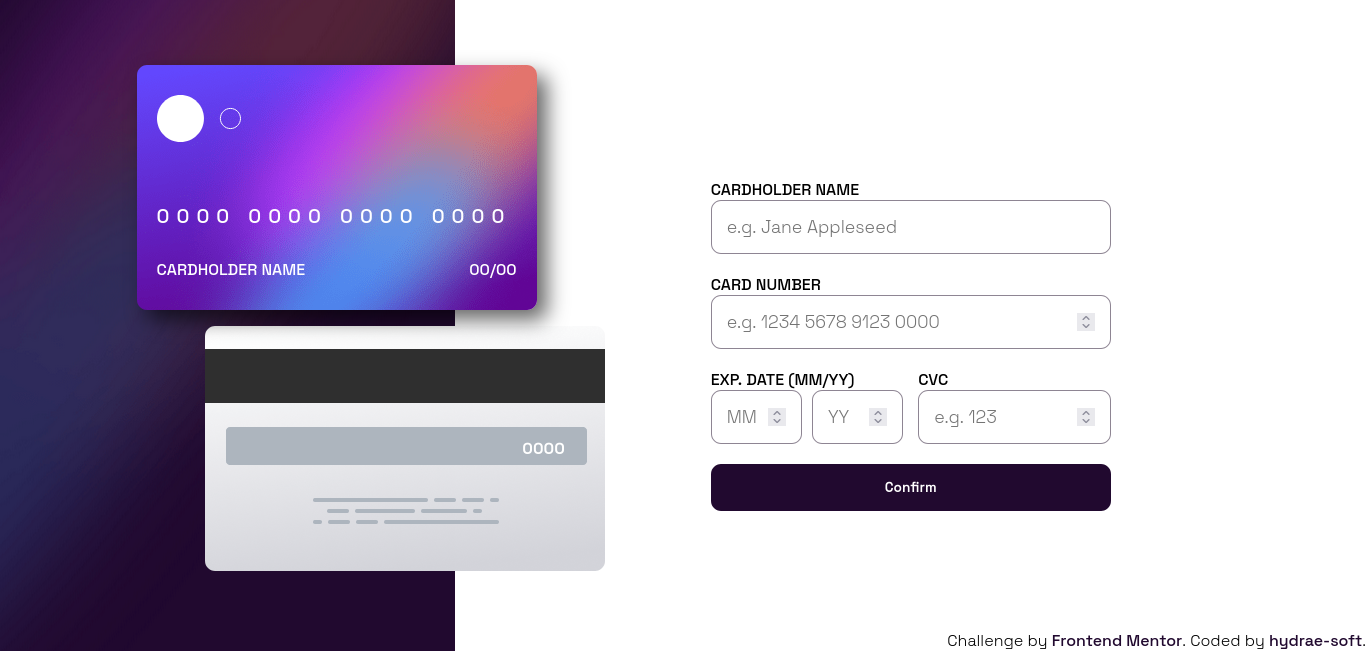 0000 0000 0000 0000
CARDHOLDER NAME 00/00
0000
CARDHOLDER NAME
e.g. Jane Appleseed
CARD NUMBER
e.g. 1234 5678 9123 0000
EXP. DATE (MM/YY) CVC
MM YY e.g. 123
Confirm
Challenge by Frontend Mentor. Coded by hydrae-soft.